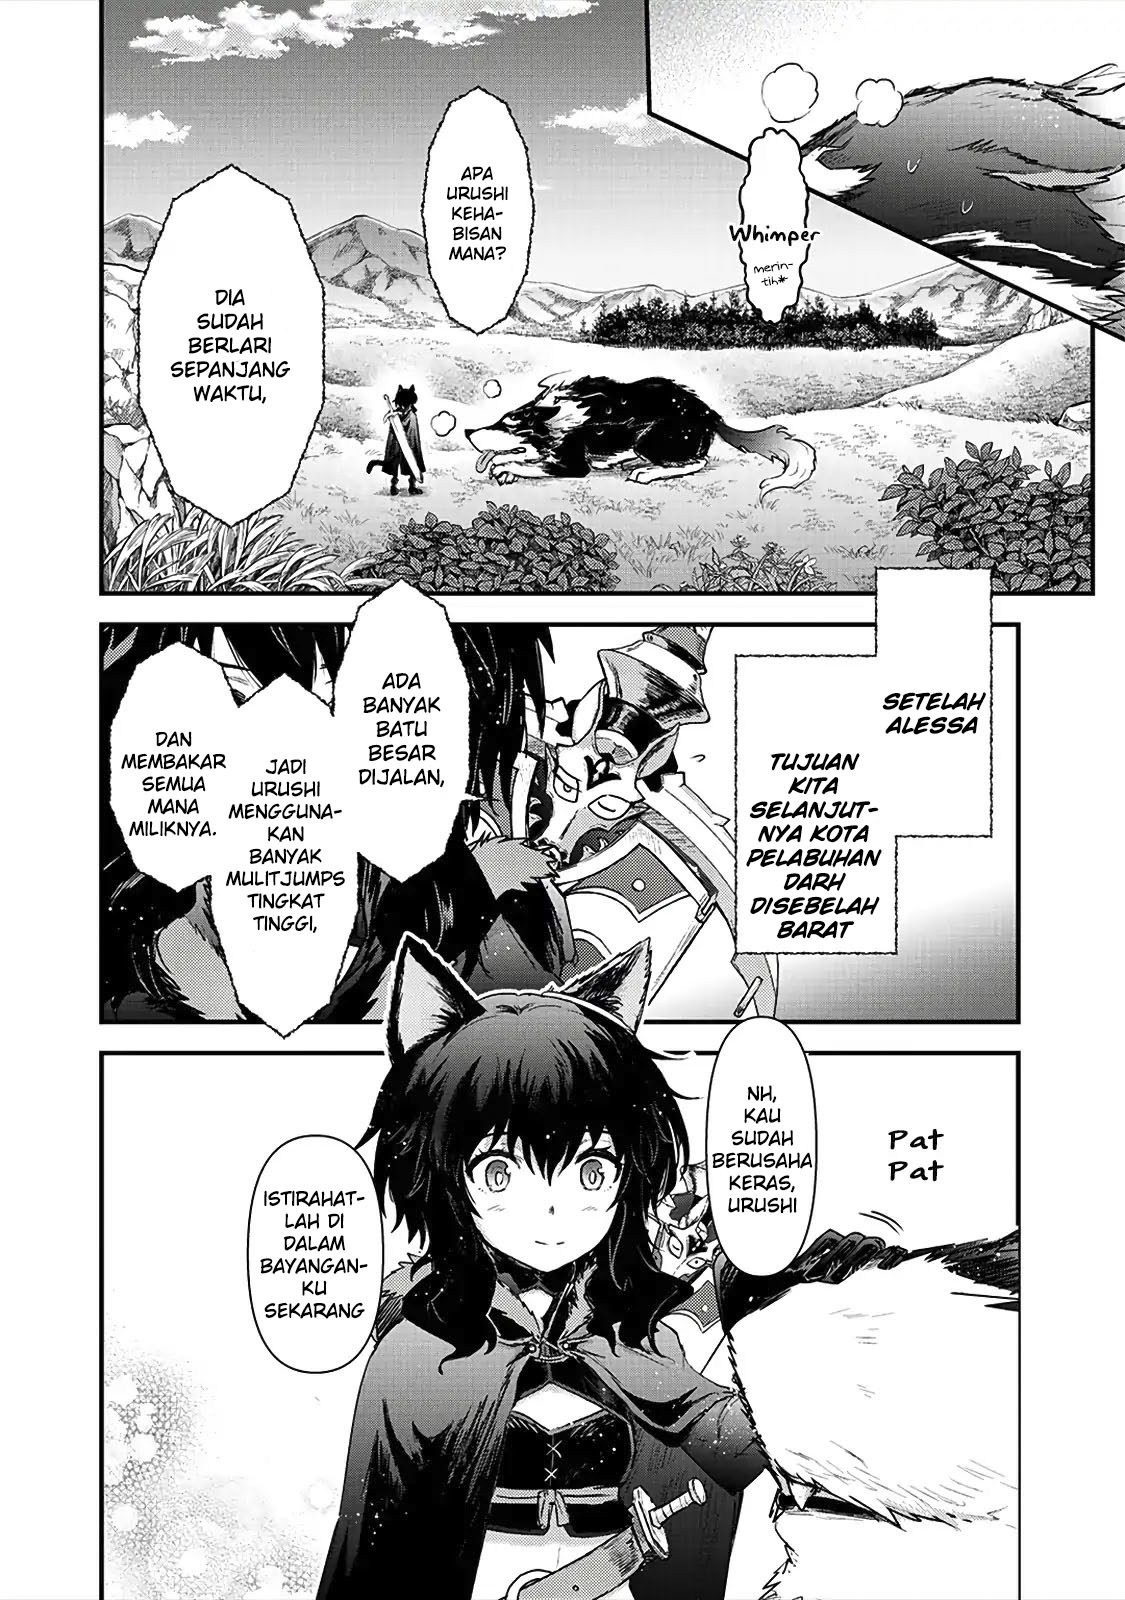 Whimper
merin-
tih*
APA
URUSHI
KEHA-
BISAN
MANA?
DIA
SUDAH
BERLARI
SEPANJANG
WAKTU,
SETELAH
ALESSA
TUJUAN
KITA
SELANJUT-
NYA KOTA
PELABUHAN
DARH
DISEBELAH
BARAT
ADA
BANYAK
BATU
BESAR
DIJALAN,
JADI
URUSHI
MENGGUNA-
KAN
BANYAK
MULITJUMPS
TINGKAT
TINGGI,
DAN
MEMBAKAR
SEMUA
MANA
MILIKNYA.
Pat
Pat
NH,
KAU
SUDAH
BERUSAHA
KERAS,
URUSHI
ISTIRAHAT-
LAH DI
DALAM
BAYANGAN-
KU
SEKARANG